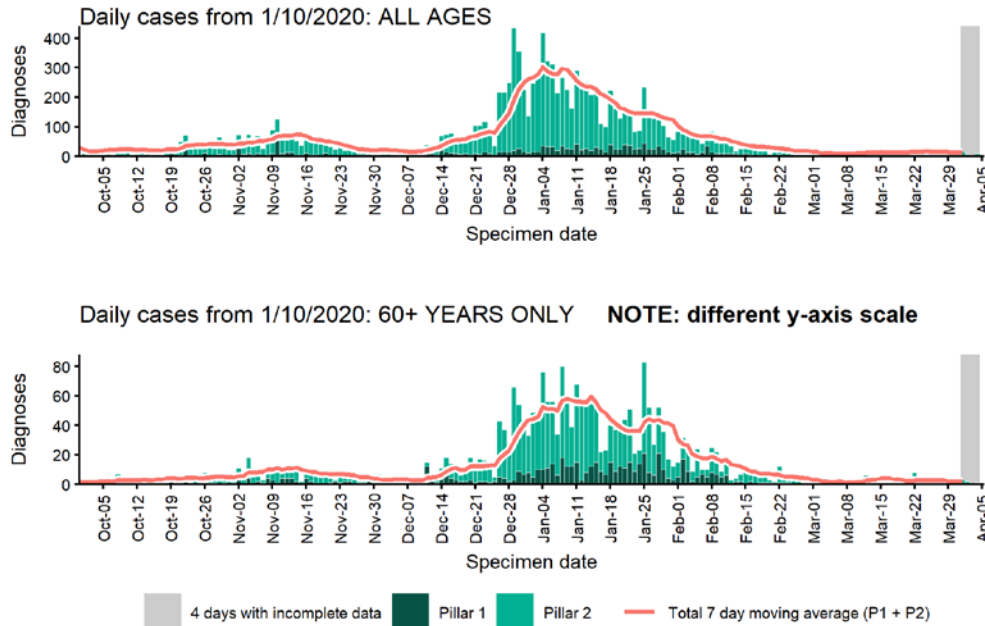 Daily cases from 1/10/2020: ALL AGES
400
300
200
100
0
Diagnoses
Oct-05 Oct-12 Oct-19 Oct-26 Nov-02 Nov-09 Nov-16 Nov-23 Nov-30 Dec-07 Dec-14 Dec-21 Dec-28 Jan-04 Jan-11 Jan-18 Jan-25 Feb-01 Feb-08 Feb-15 Feb-22 Mar-01 Mar-08 Mar-15 Mar-22 Mar-29 Apr-05
Specimen date
Daily cases from 1/10/2020: 60+ YEARS ONLY NOTE: different y-axis scale
80
60
40
20
0
Diagnoses
Oct-05 Oct-12 Oct-19 Oct-26 Nov-02 Nov-09 Nov-16 Nov-23 Nov-30 Dec-07 Dec-14 Dec-21 Dec-28 Jan-04 Jan-11 Jan-18 Jan-25 Feb-01 Feb-08 Feb-15 Feb-22 Mar-01 Mar-08 Mar-15 Mar-22 Mar-29 Apr-05
Specimen date
4 days with incomplete data Pillar 1 Pillar 2 Total 7 day moving average (P1 + P2)